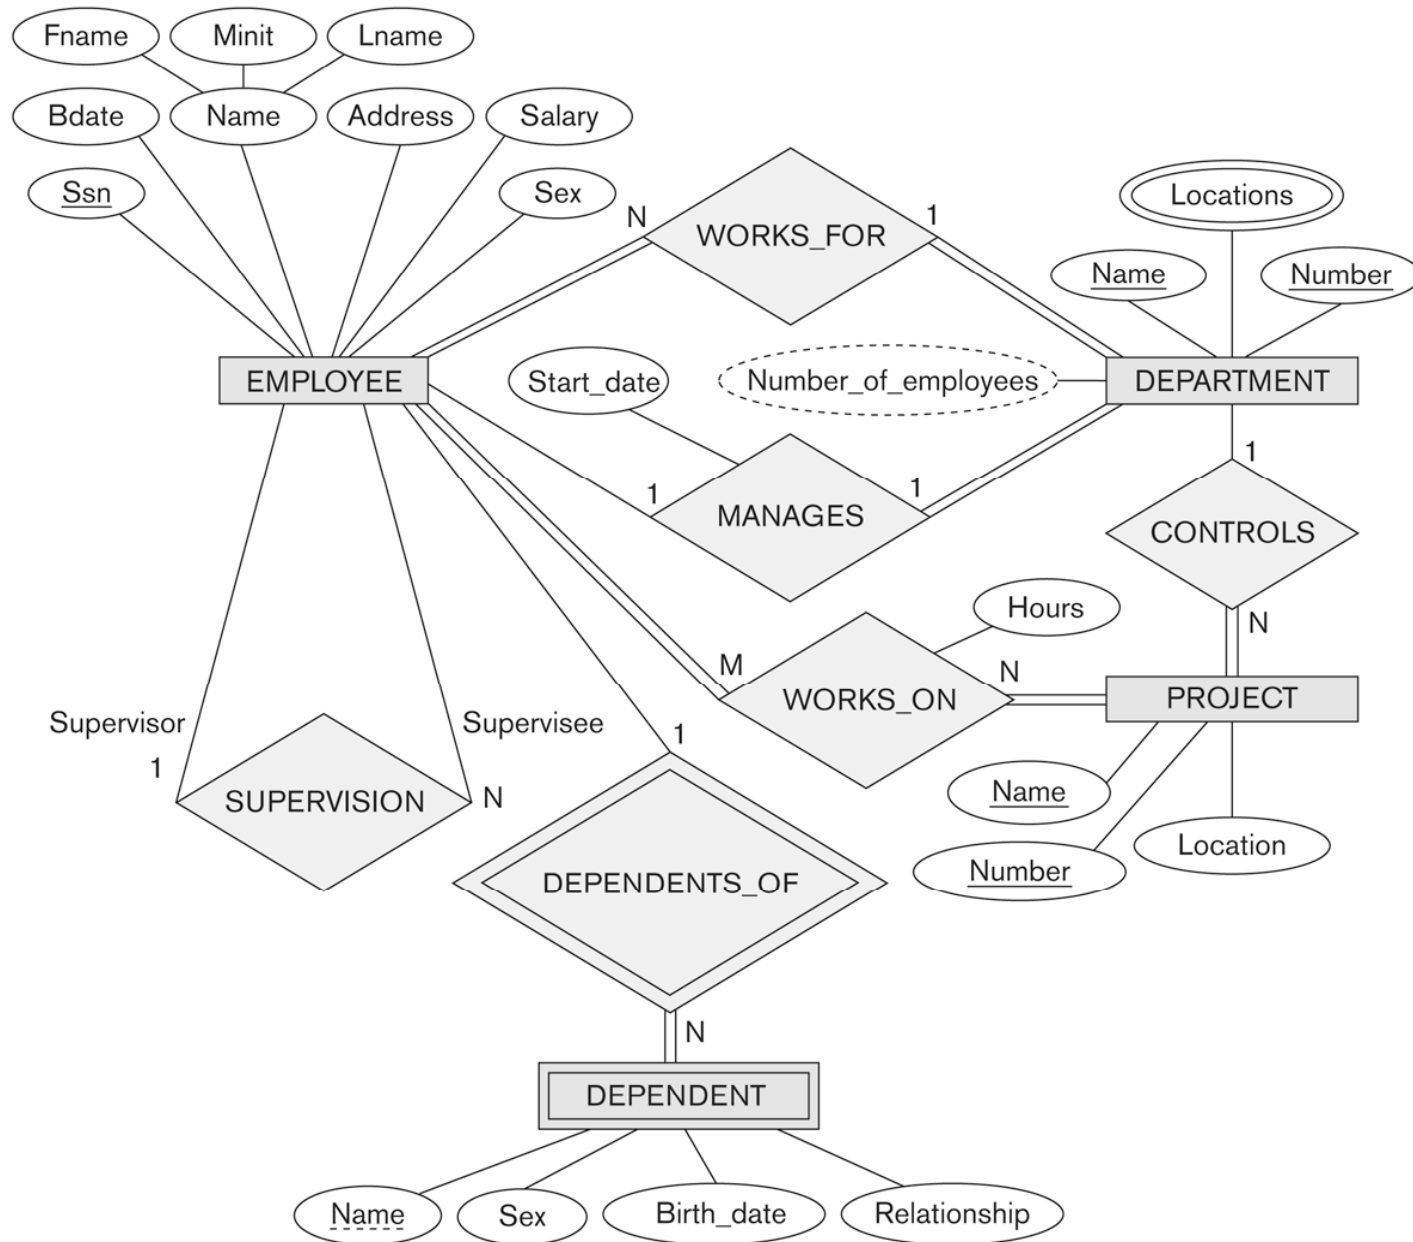 Fname
Minit
Lname
Bdate
Name
Address
Salary
Ssn
Sex
N
WORKS_FOR
1
Locations
Name
Number
EMPLOYEE
Start_date
Number_of_employees
DEPARTMENT
1
MANAGES
1
1
CONTROLS
N
Hours
M
WORKS_ON
N
PROJECT
Supervisor
Supervisee
1
SUPERVISION
N
1
Name
Number
Location
DEPENDENTS_OF
N
DEPENDENT
Name
Sex
Birth_date
Relationship